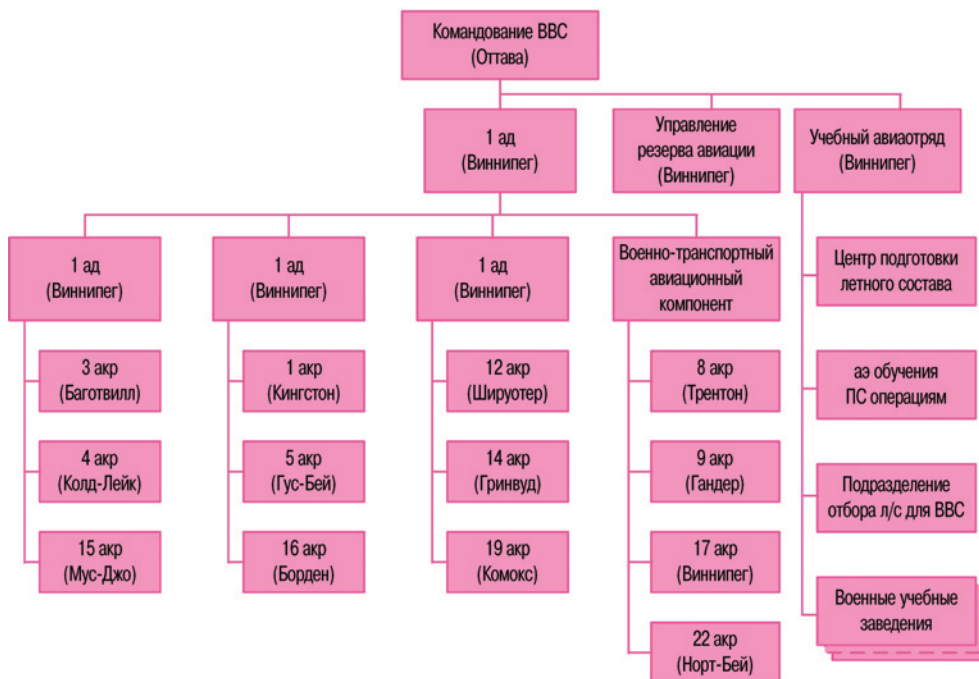 Командование ВВС
(Оттава)
1 ад
(Виннипег)
Управление
резерва авиации
(Виннипег)
Учебный авиаотряд
(Виннипег)
1 ад
(Виннипег)
1 ад
(Виннипег)
1 ад
(Виннипег)
Военно-транспортный
авиационный
компонент
3 акр
(Баготвилл)
4 акр
(Колд-Лейк)
15 акр
(Мус-Джо)
1 акр
(Кингстон)
5 акр
(Гус-Бей)
16 акр
(Борден)
12 акр
(Шируотер)
14 акр
(Гринвуд)
19 акр
(Комокс)
8 акр
(Трентон)
9 акр
(Гандер)
17 акр
(Виннипег)
22 акр
(Норт-Бей)
Центр подготовки
летного состава
аэ обучения
ПС операциям
Подразделение
отбора л/с для ВВС
Военные учебные
заведения